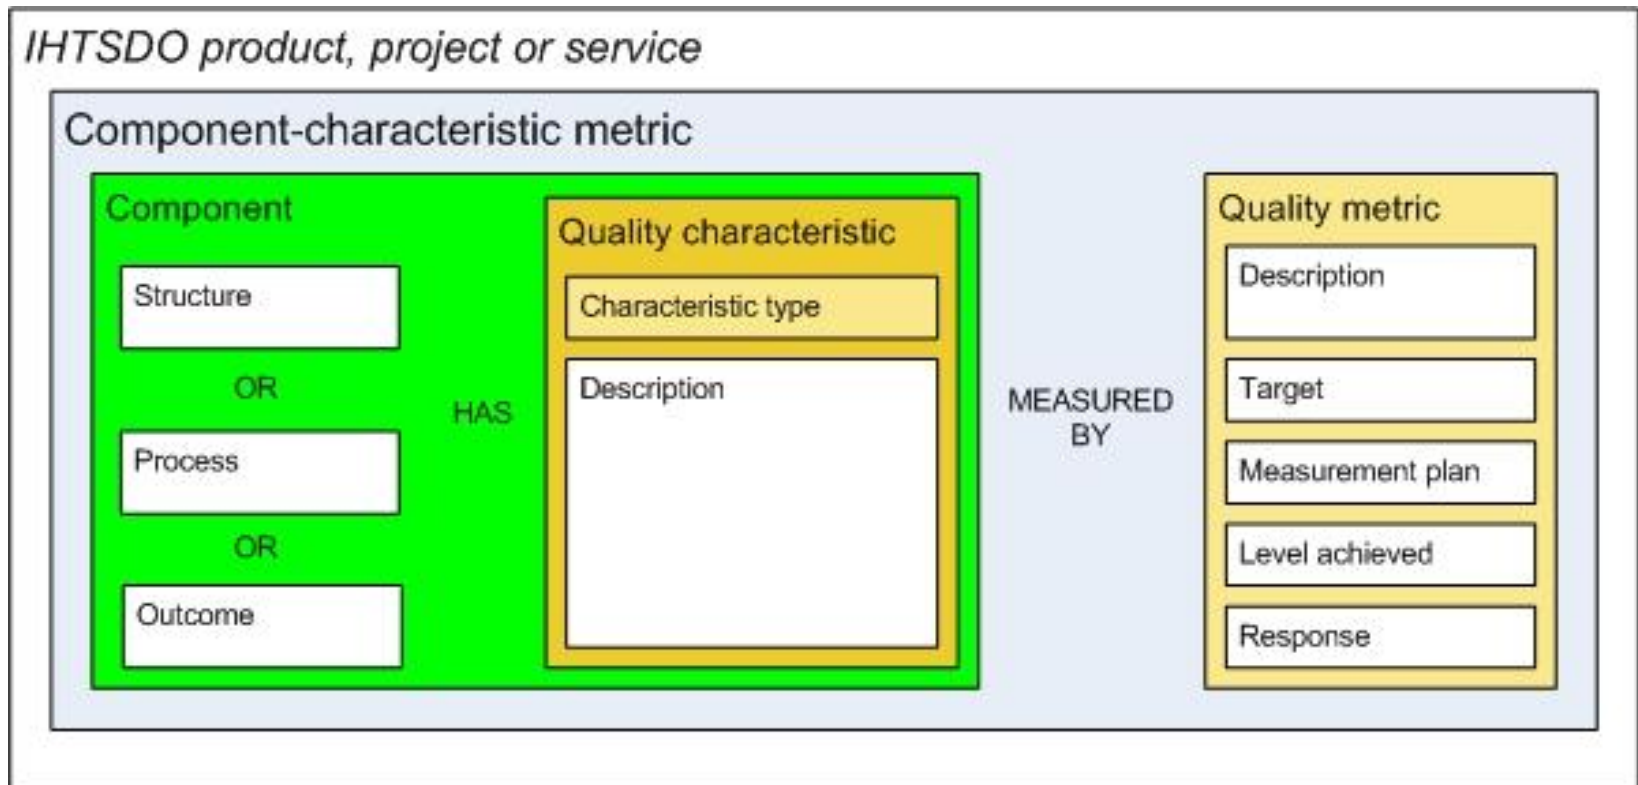 IHTSDO product, project or service
Component-characteristic metric
Component
Structure
OR
Process
OR
Outcome
HAS
Quality characteristic
Characteristic type
Description
MEASURED
BY
Quality metric
Description
Target
Measurement plan
Level achieved
Response